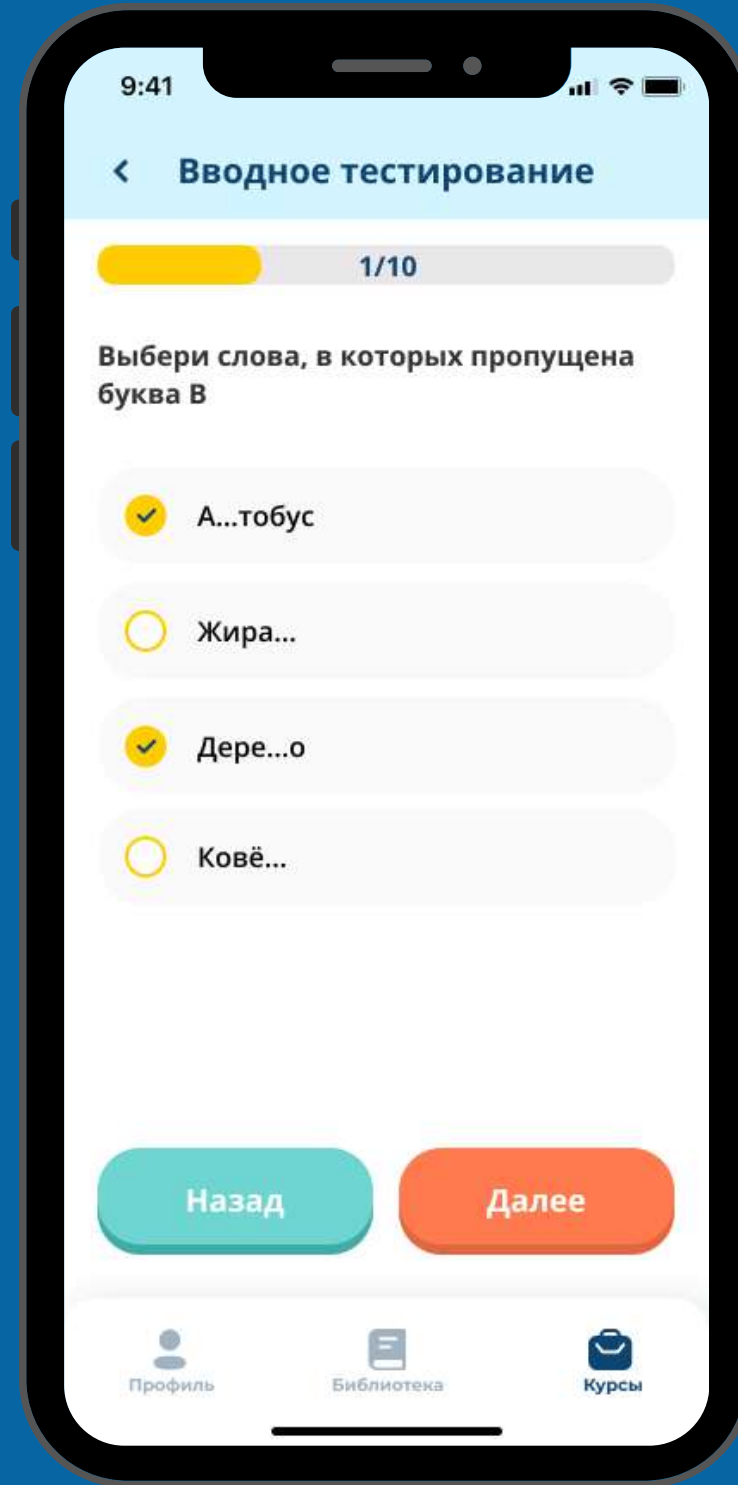 9:41
Вводное тестирование
1/10
Выбери слова, в которых пропущена
буква В
А...тобус
Жира...
Дере...о
Ковё...
Назад
Далее
Профиль
Библиотека
Курсы